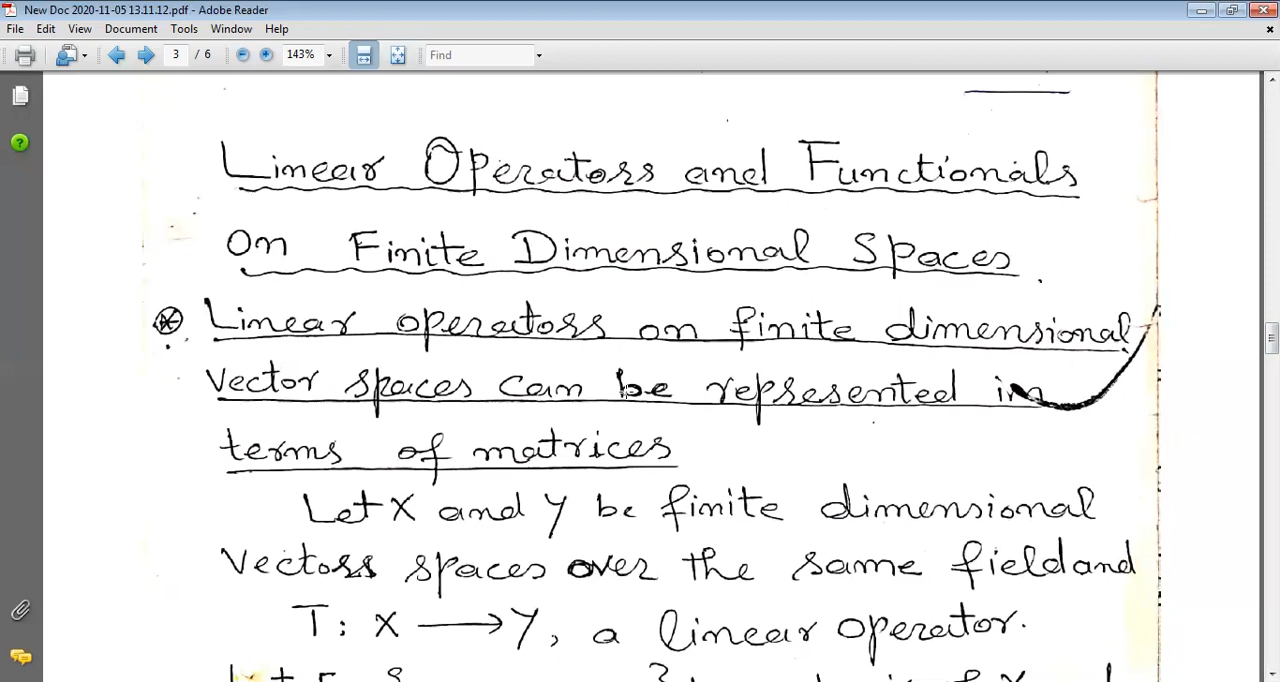 New Doc 2020-11-05 13.11.12.pdf - Adobe Reader
File Edit View Document Tools Window Help
3 / 6 143% Find
Linear Operators and Functionals
On Finite Dimensional Spaces.
Linear operators on finite dimensional
Vector spaces can be represented in
terms of matrices
Let X and Y be finite dimensional
Vectors spaces over the same field and
T: X → Y, a linear operator.